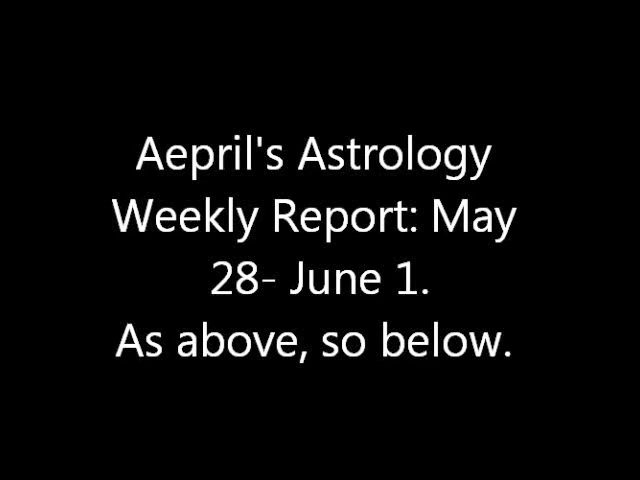 Aepril's Astrology
Weekly Report: May
28- June 1.
As above, so below.